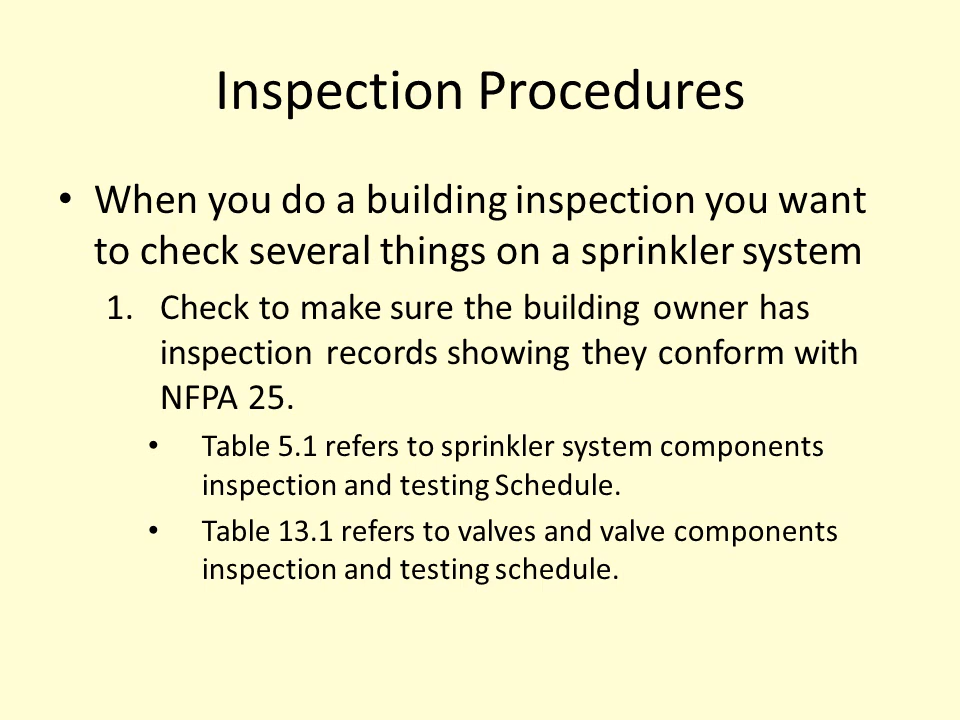 Inspection Procedures
• When you do a building inspection you want
to check several things on a sprinkler system
1. Check to make sure the building owner has
inspection records showing they conform with
NFPA 25.
• Table 5.1 refers to sprinkler system components
inspection and testing Schedule.
• Table 13.1 refers to valves and valve components
inspection and testing schedule.